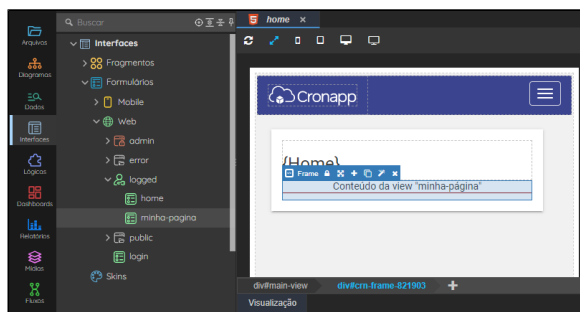 Buscar
home ×
Arquivos
Diagramas
Dados
Interfaces
Lógicos
Dashboards
Relatórios
Mídias
Fluxos
Interfaces
Fragmentos
Formulários
Mobile
Web
admin
error
logged
home
minha-pagina
public
login
Skins
Cronapp
{Home}
Frame
Conteúdo da view "minha-página"
div#main-view div#crn-frame-821903
Visualização